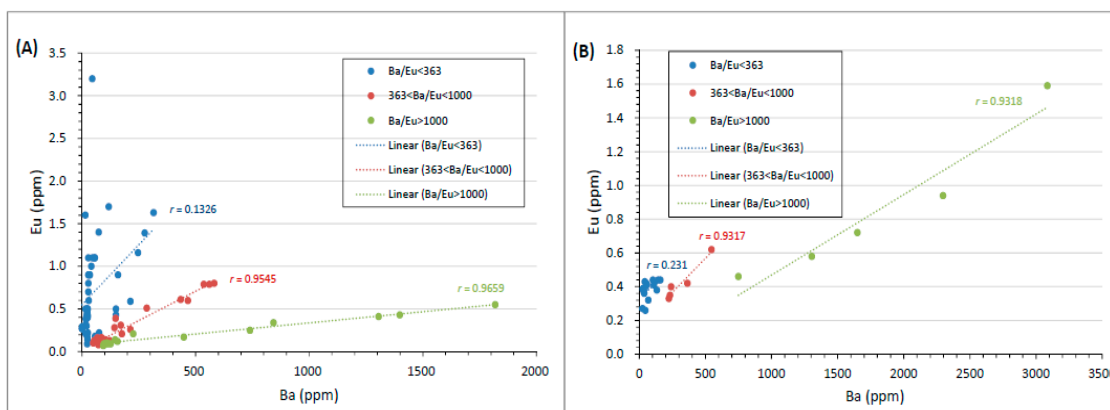 (A)
3.5
3.0
2.5
2.0
1.5
1.0
0.5
0.0
Eu (ppm)
0
500
1000
1500
2000
Ba (ppm)
Ba/Eu<363
363<Ba/Eu<1000
Ba/Eu>1000
Linear (Ba/Eu<363)
Linear (363<Ba/Eu<1000)
Linear (Ba/Eu>1000)
r = 0.1326
r = 0.9545
r = 0.9659
(B)
1.8
1.6
1.4
1.2
1.0
0.8
0.6
0.4
0.2
0.0
Eu (ppm)
0
500
1000
1500
2000
2500
3000
3500
Ba (ppm)
Ba/Eu<363
363<Ba/Eu<1000
Ba/Eu>1000
Linear (Ba/Eu<363)
Linear (363<Ba/Eu<1000)
Linear (Ba/Eu>1000)
r = 0.9318
r = 0.9317
r = 0.231